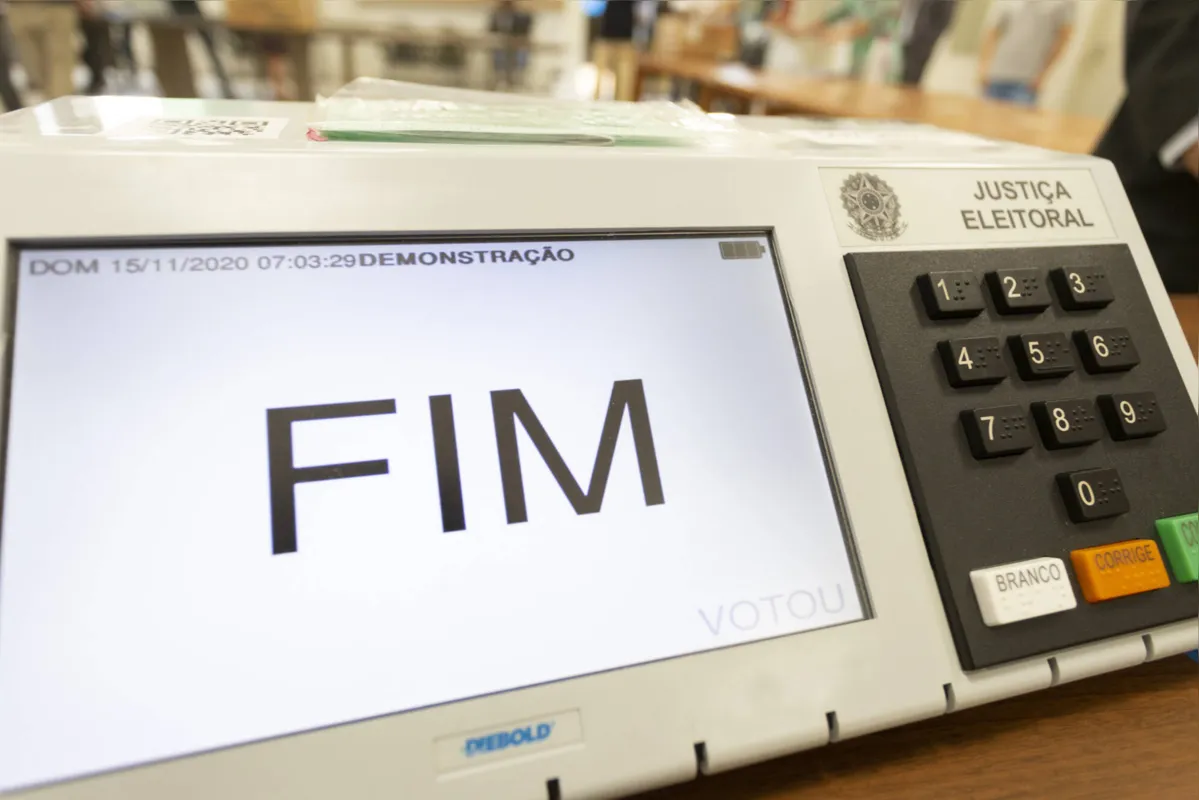 JUSTIÇA
ELEITORAL
DOM 15/11/2020 07:03:29DEMONSTRAÇÃO
FIM
VOTOU
1 2 3
4 5 6
7 8 9
0
BRANCO CORRIGE CO
DIEBOLD